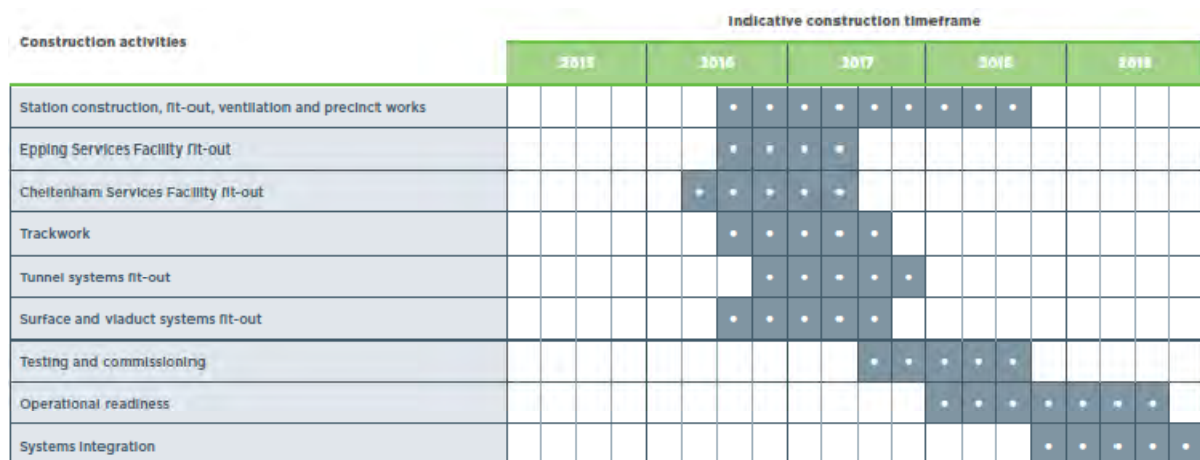 Indicative construction timeframe
Construction activities
2015 2016 2017 2018 2019
Station construction, fit-out, ventilation and precinct works
Epping Services Facility fit-out
Cheltenham Services Facility fit-out
Trackwork
Tunnel systems fit-out
Surface and viaduct systems fit-out
Testing and commissioning
Operational readiness
Systems integration